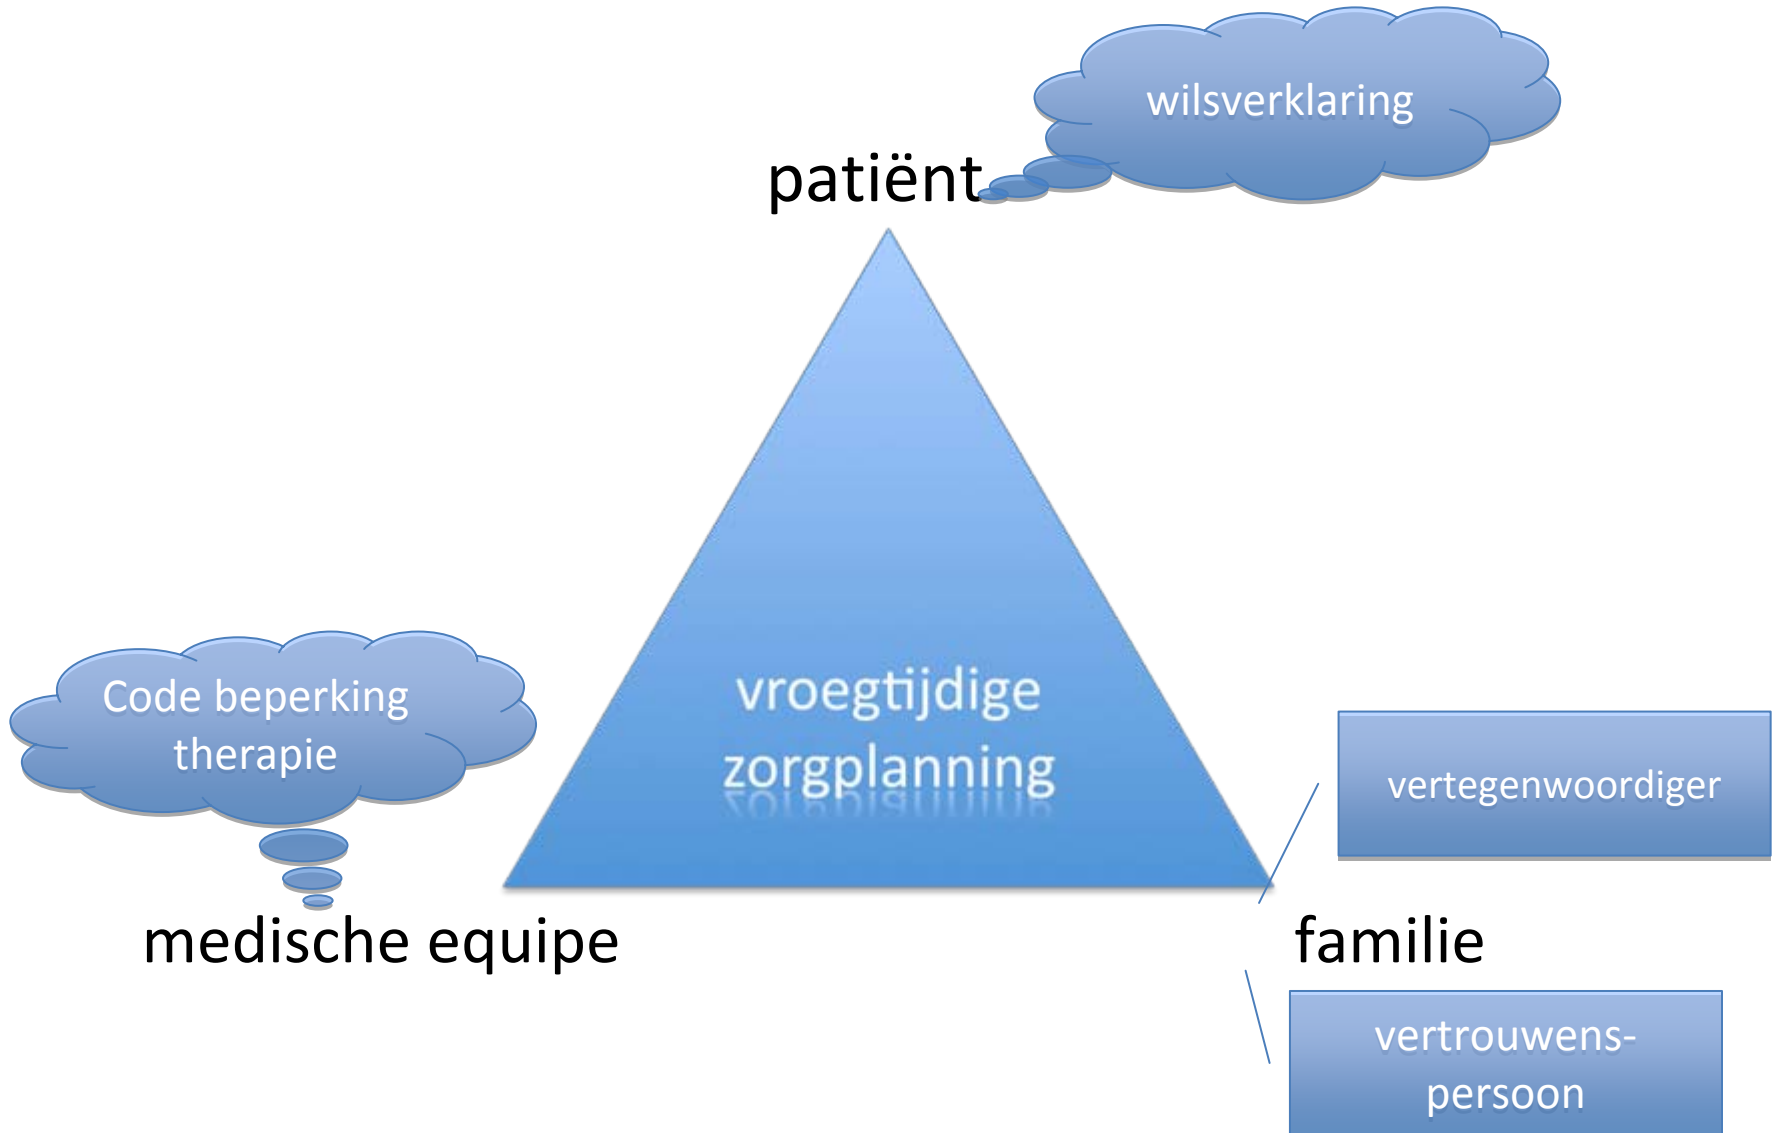 wilsverklaring
patiënt
vroegtijdige
zorgplanning
Code beperking
therapie
medische equipe
vertegenwoordiger
familie
vertrouwens-
persoon